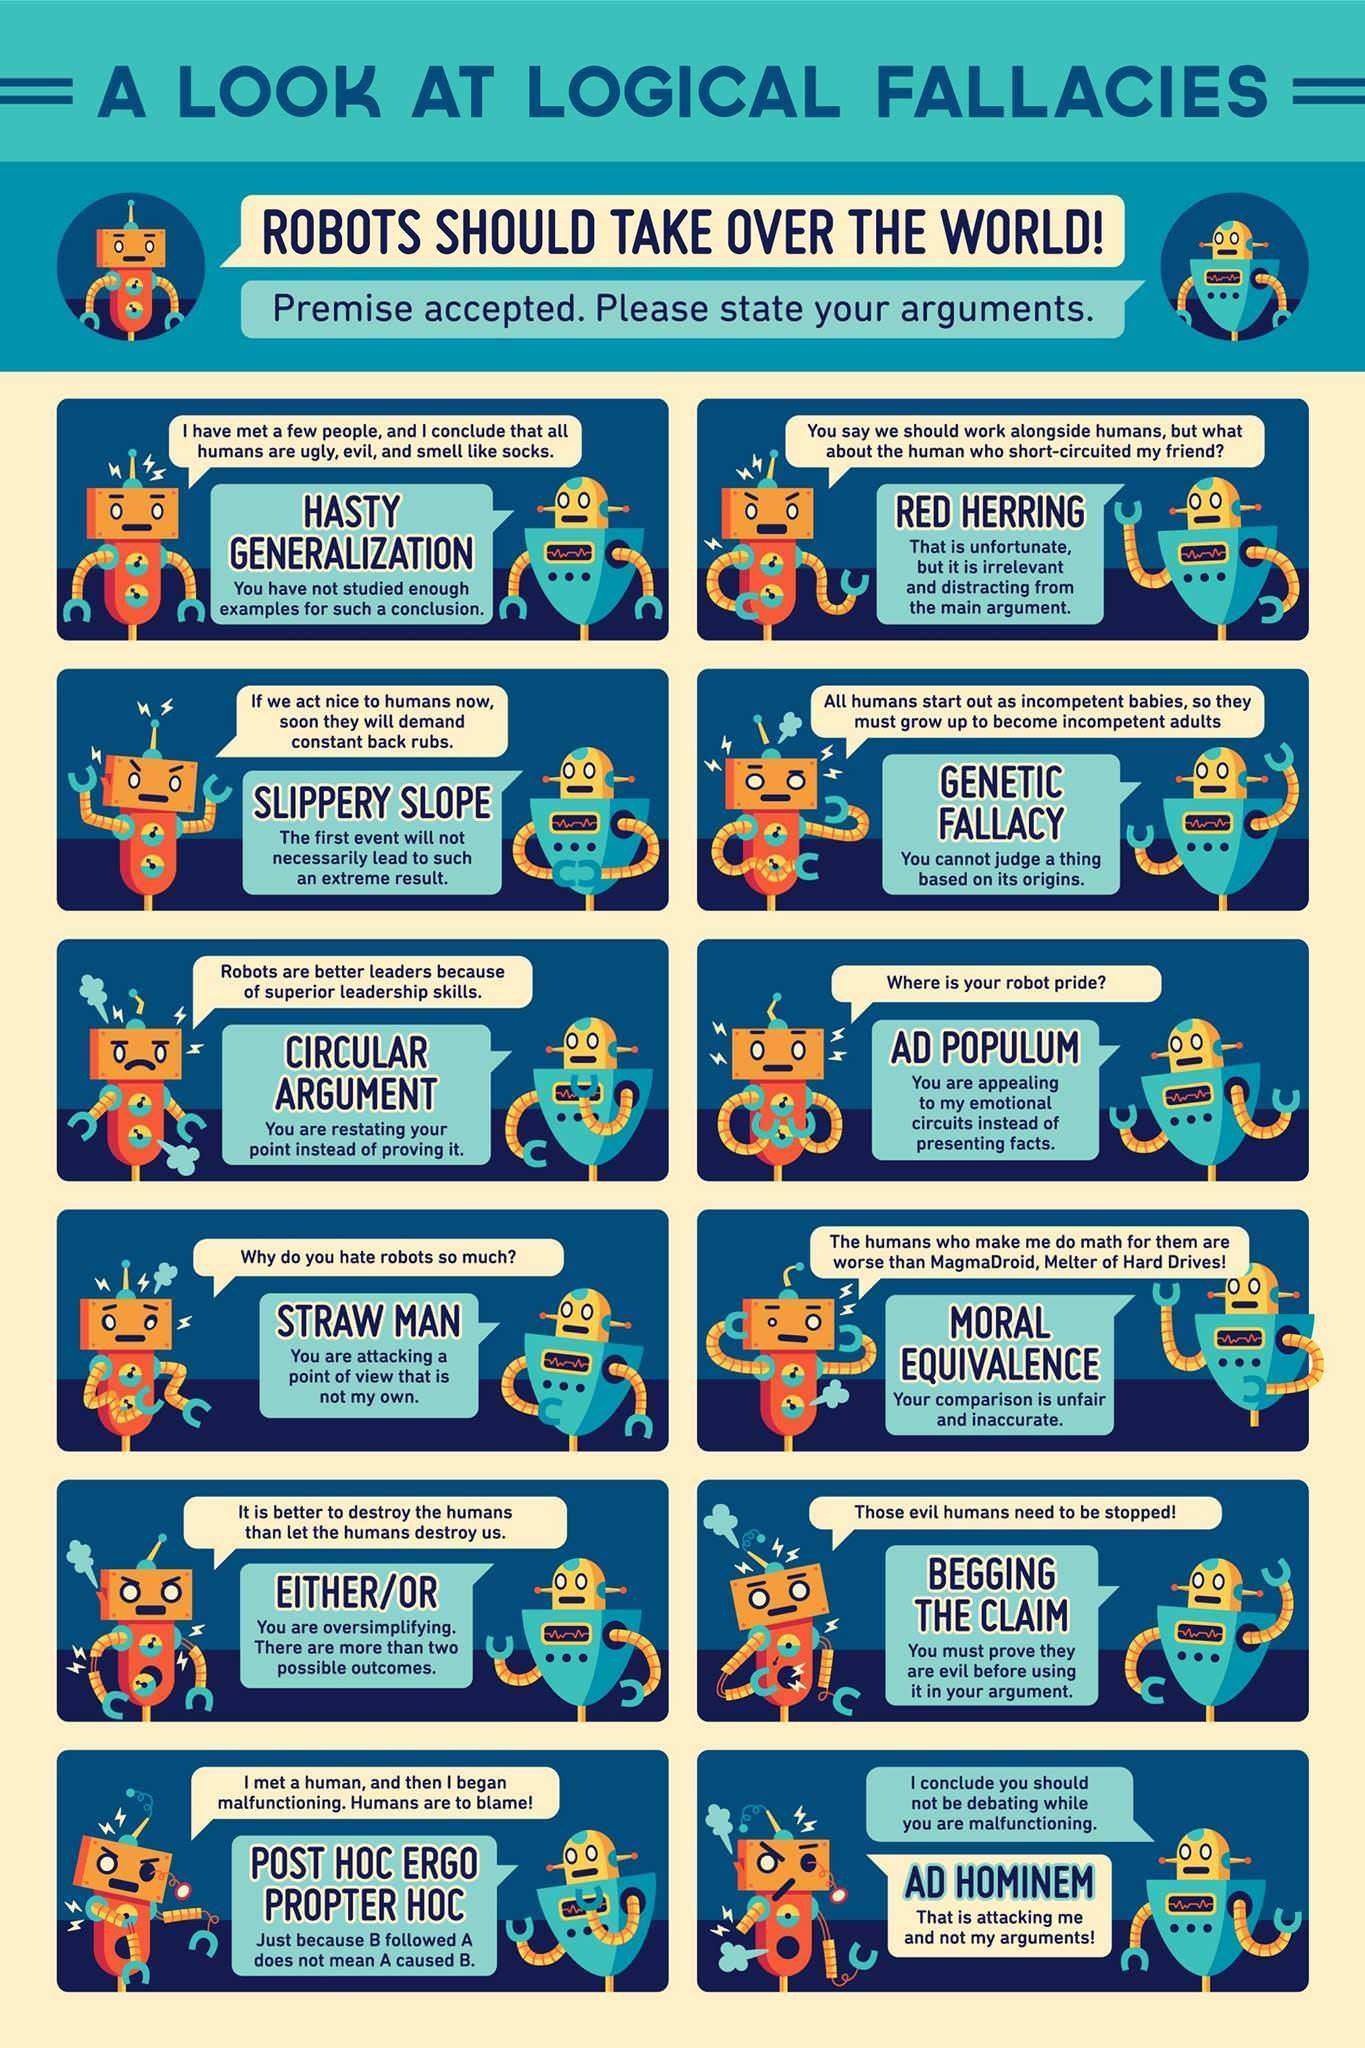 A LOOK AT LOGICAL FALLACIES
ROBOTS SHOULD TAKE OVER THE WORLD!
Premise accepted. Please state your arguments.
I have met a few people, and I conclude that all
humans are ugly, evil, and smell like socks.
HASTY
GENERALIZATION
You have not studied enough
examples for such a conclusion.
You say we should work alongside humans, but what
about the human who short-circuited my friend?
RED HERRING
That is unfortunate,
but it is irrelevant
and distracting from
the main argument.
If we act nice to humans now,
soon they will demand
constant back rubs.
SLIPPERY SLOPE
The first event will not
necessarily lead to such
an extreme result.
All humans start out as incompetent babies, so they
must grow up to become incompetent adults
GENETIC
FALLACY
You cannot judge a thing
based on its origins.
Robots are better leaders because
of superior leadership skills.
CIRCULAR
ARGUMENT
You are restating your
point instead of proving it.
Where is your robot pride?
AD POPULUM
You are appealing
to my emotional
circuits instead of
presenting facts.
Why do you hate robots so much?
STRAW MAN
You are attacking a
point of view that is
not my own.
The humans who make me do math for them are
worse than MagmaDroid, Melter of Hard Drives!
MORAL
EQUIVALENCE
Your comparison is unfair
and inaccurate.
It is better to destroy the humans
than let the humans destroy us.
EITHER/OR
You are oversimplifying.
There are more than two
possible outcomes.
Those evil humans need to be stopped!
BEGGING
THE CLAIM
You must prove they
are evil before using
it in your argument.
I met a human, and then I began
malfunctioning. Humans are to blame!
POST HOC ERGO
PROPTER HOC
Just because B followed A
does not mean A caused B.
I conclude you should
not be debating while
you are malfunctioning.
AD HOMINEM
That is attacking me
and not my arguments!